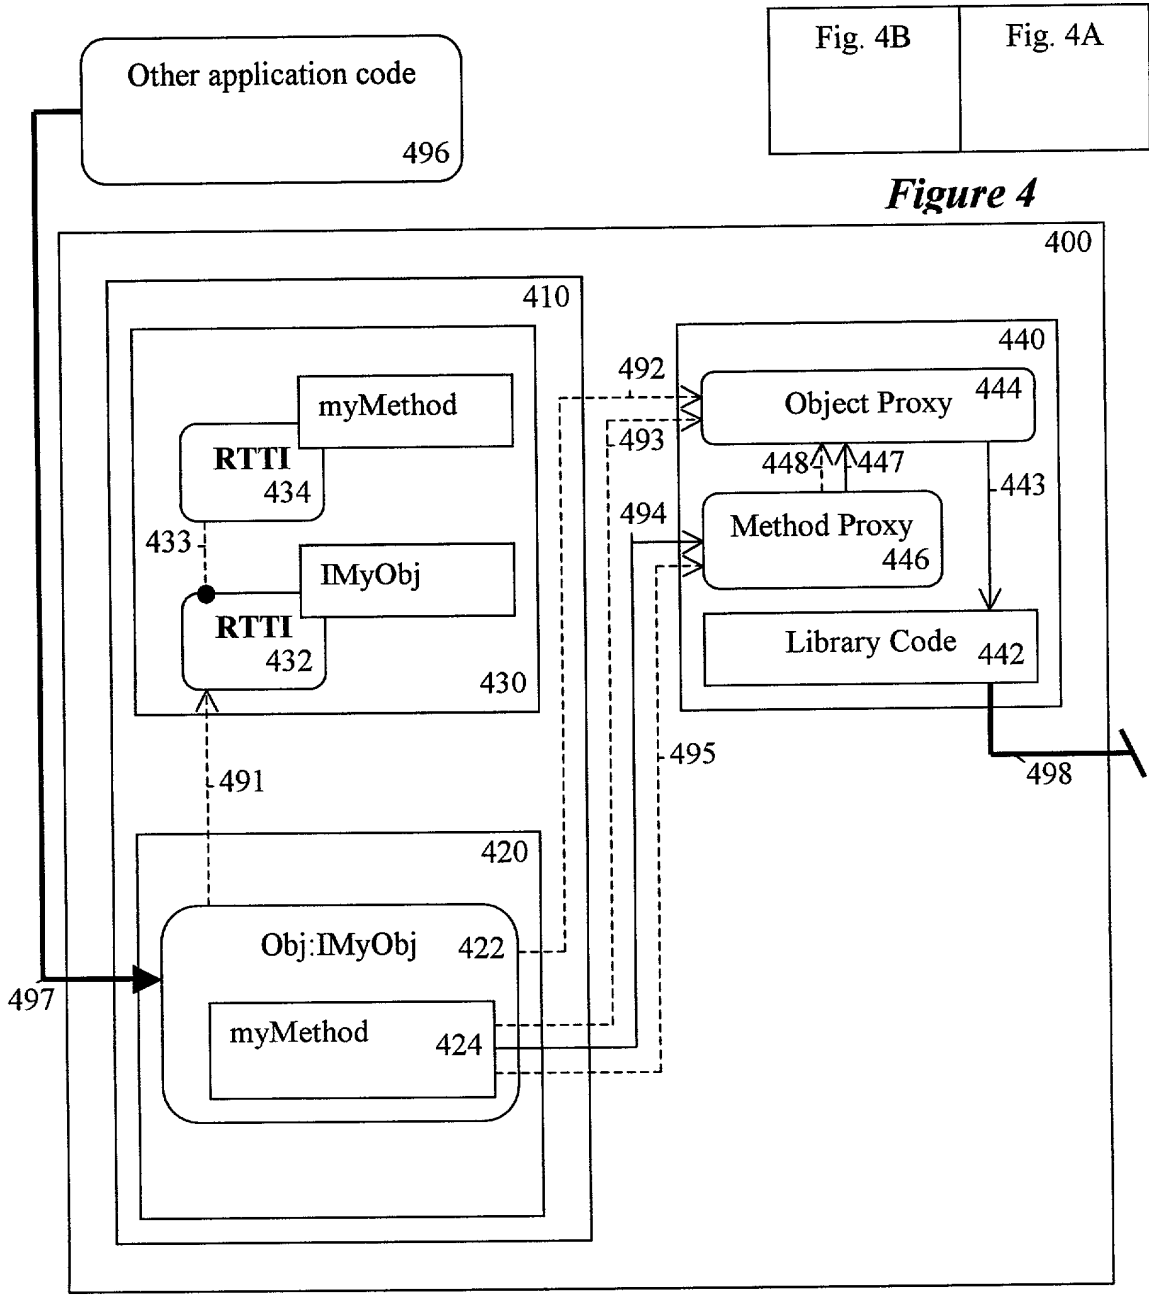 Fig. 4B
Fig. 4A
Other application code
496
Figure 4
400
410
440
492
444
myMethod
Object Proxy
493
RTTI
448
447
434
443
494
Method Proxy
433
446
IMyObj
RTTI
Library Code
442
432
430
495
498
491
420
Obj:IMyObj
422
497
myMethod
424